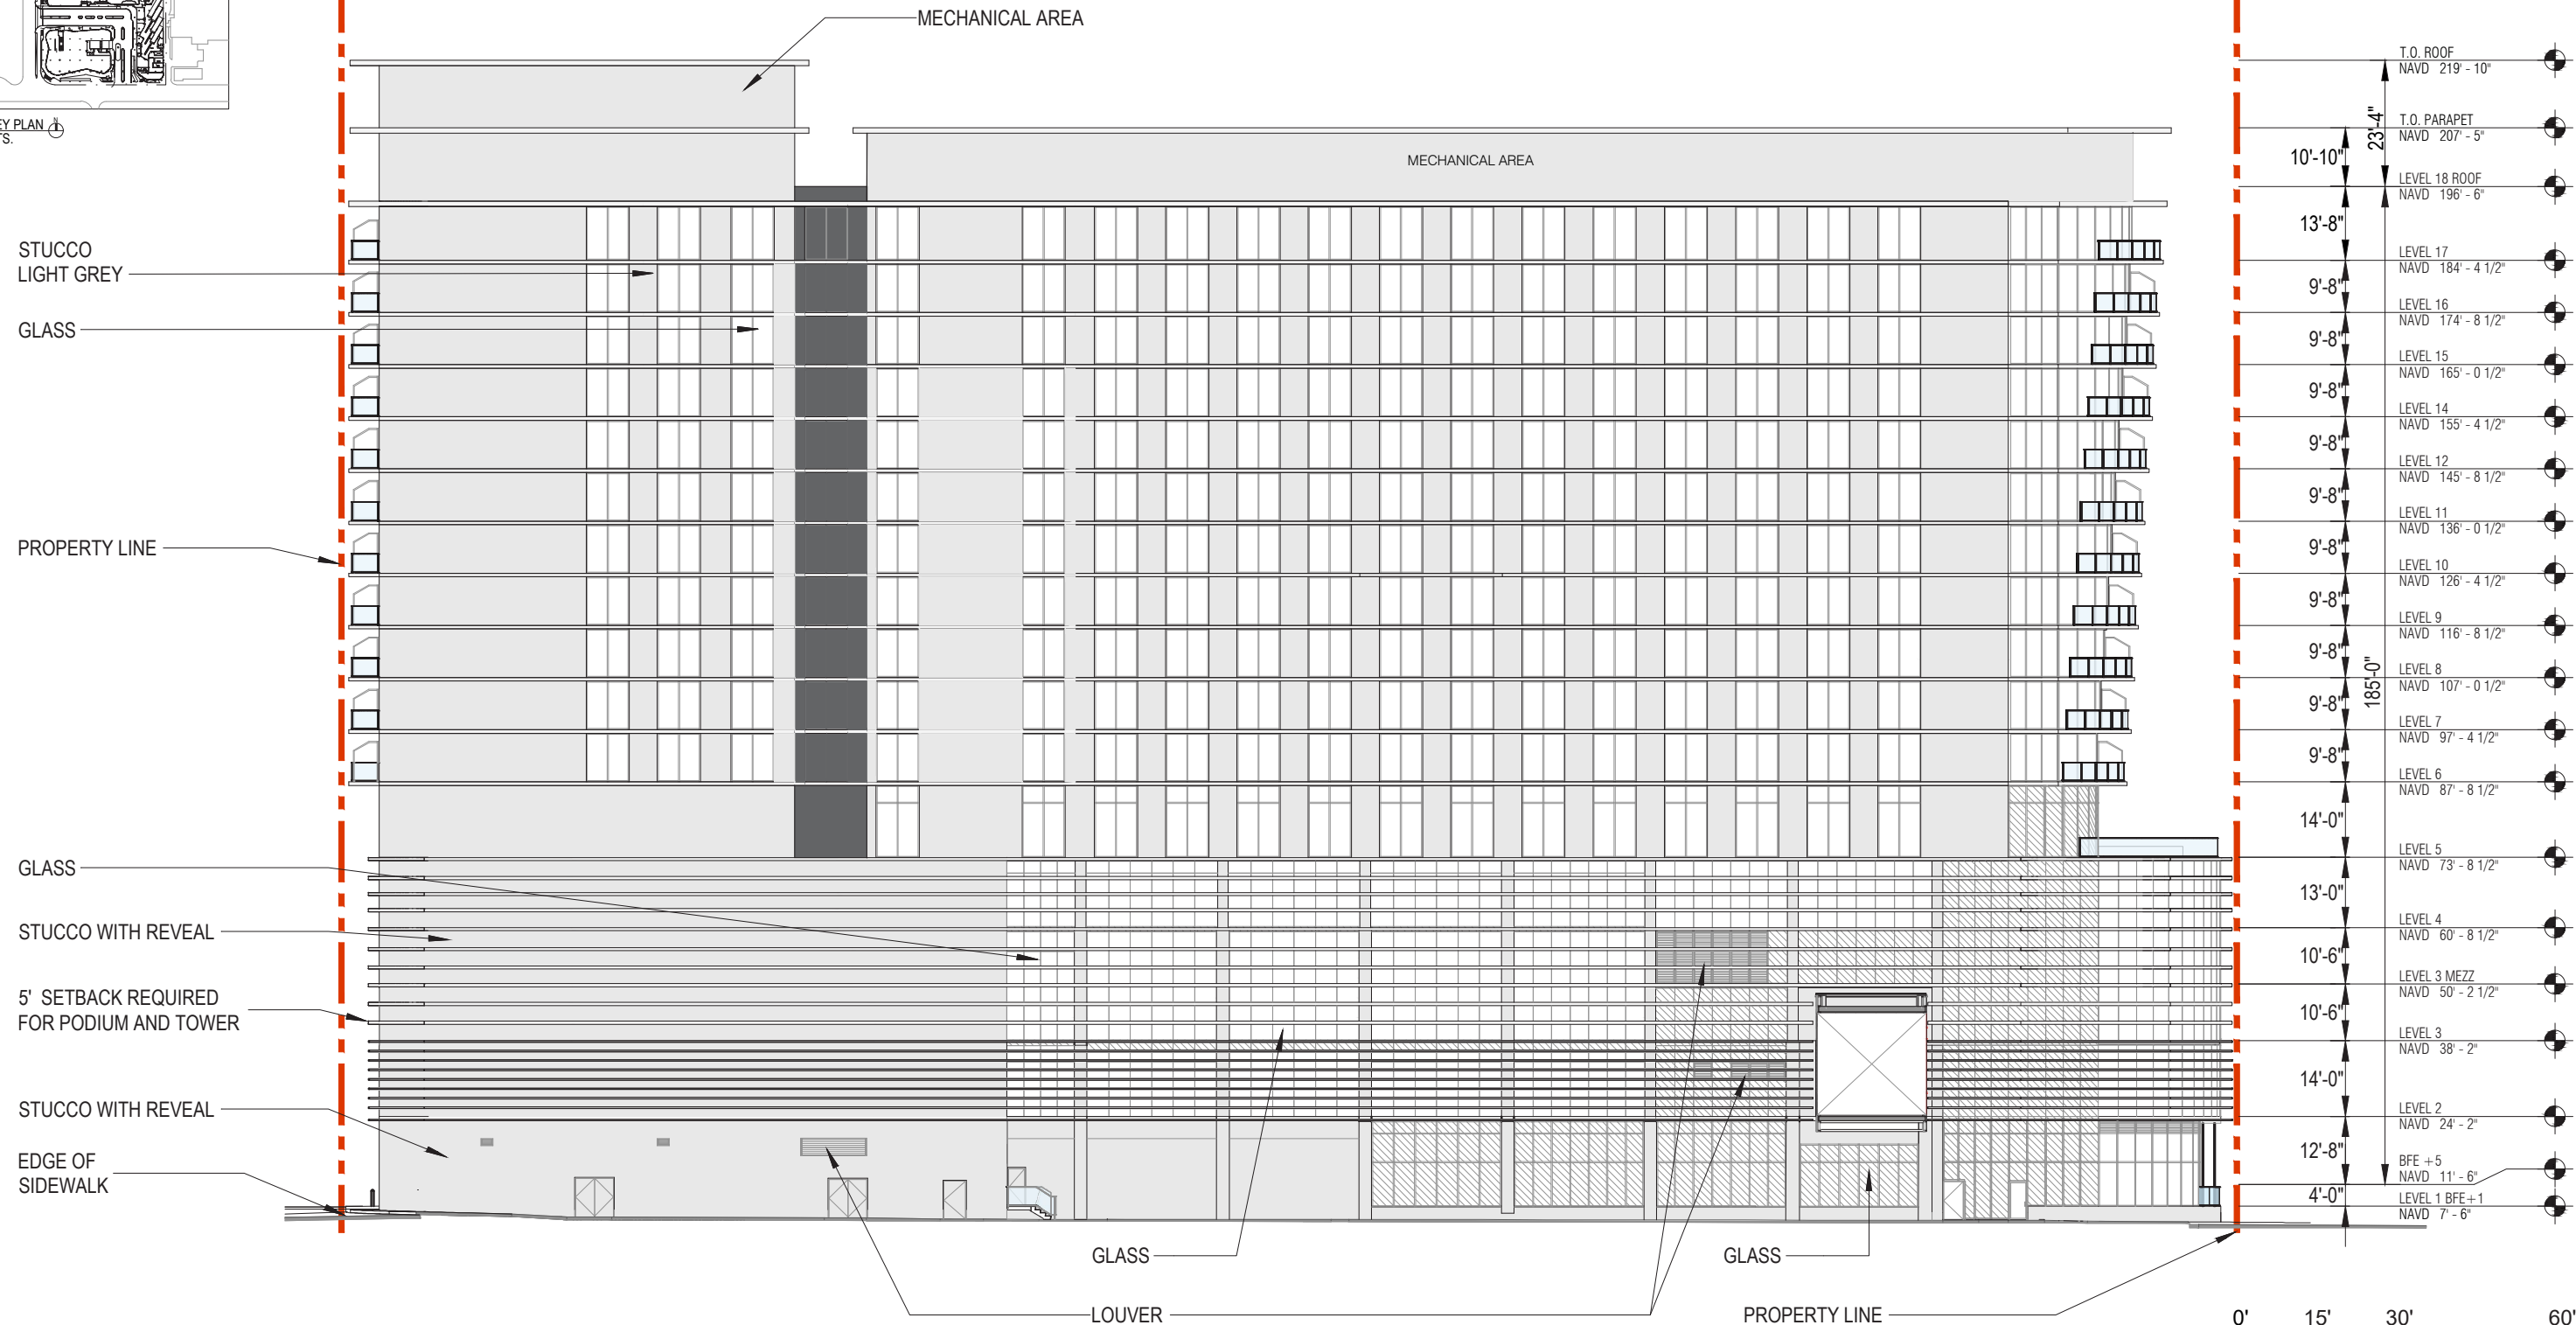 MECHANICAL AREA
N
EY PLAN
TS.
MECHANICAL AREA
STUCCO
LIGHT GREY
GLASS
PROPERTY LINE
GLASS
STUCCO WITH REVEAL
5' SETBACK REQUIRED
FOR PODIUM AND TOWER
STUCCO WITH REVEAL
EDGE OF
SIDEWALK
GLASS
GLASS
LOUVER
PROPERTY LINE
23'-4"
10'-10"
13'-8"
9'-8"
9'-8"
9'-8"
9'-8"
9'-8"
9'-8"
9'-8"
9'-8"
9'-8"
9'-8"
185'-0"
14'-0"
13'-0"
10'-6"
10'-6"
14'-0"
12'-8"
4'-0"
T.O. ROOF
NAVD 219' - 10"
T.O. PARAPET
NAVD 207' - 5"
LEVEL 18 ROOF
NAVD 196' - 6"
LEVEL 17
NAVD 184' - 4 1/2"
LEVEL 16
NAVD 174' - 8 1/2"
LEVEL 15
NAVD 165' - 0 1/2"
LEVEL 14
NAVD 155' - 4 1/2"
LEVEL 12
NAVD 145' - 8 1/2"
LEVEL 11
NAVD 136' - 0 1/2"
LEVEL 10
NAVD 126' - 4 1/2"
LEVEL 9
NAVD 116' - 8 1/2"
LEVEL 8
NAVD 107' - 0 1/2"
LEVEL 7
NAVD 97' - 4 1/2"
LEVEL 6
NAVD 87' - 8 1/2"
LEVEL 5
NAVD 73' - 8 1/2"
LEVEL 4
NAVD 60' - 8 1/2"
LEVEL 3 MEZZ
NAVD 50' - 2 1/2"
LEVEL 3
NAVD 38' - 2"
LEVEL 2
NAVD 24' - 2"
BFE +5
NAVD 11' - 6"
LEVEL 1 BFE+1
NAVD 7' - 6"
0' 15' 30' 60'